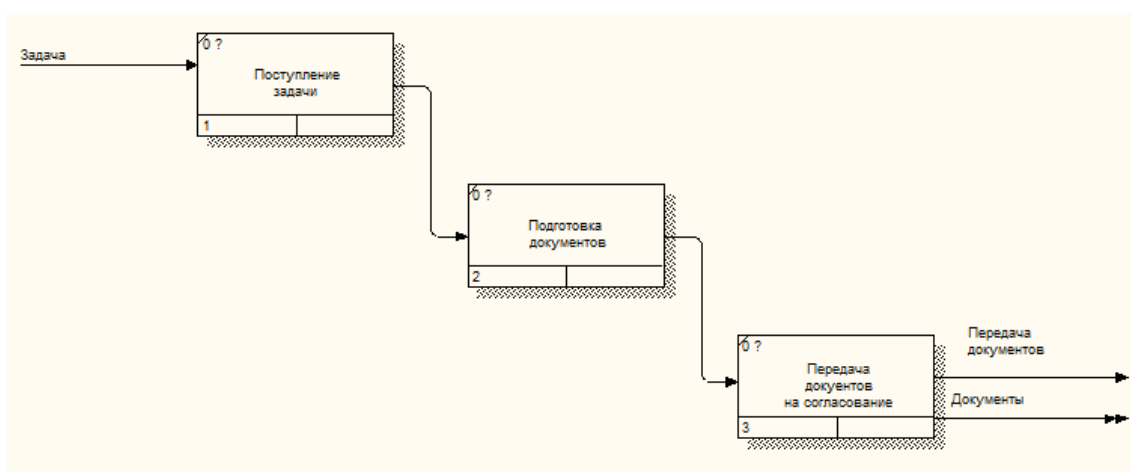 Задача
0 ?
Поступление
задачи
1
0 ?
Подготовка
документов
2
0 ?
Передача
докуентов
на согласование
3
Передача
документов
Документы